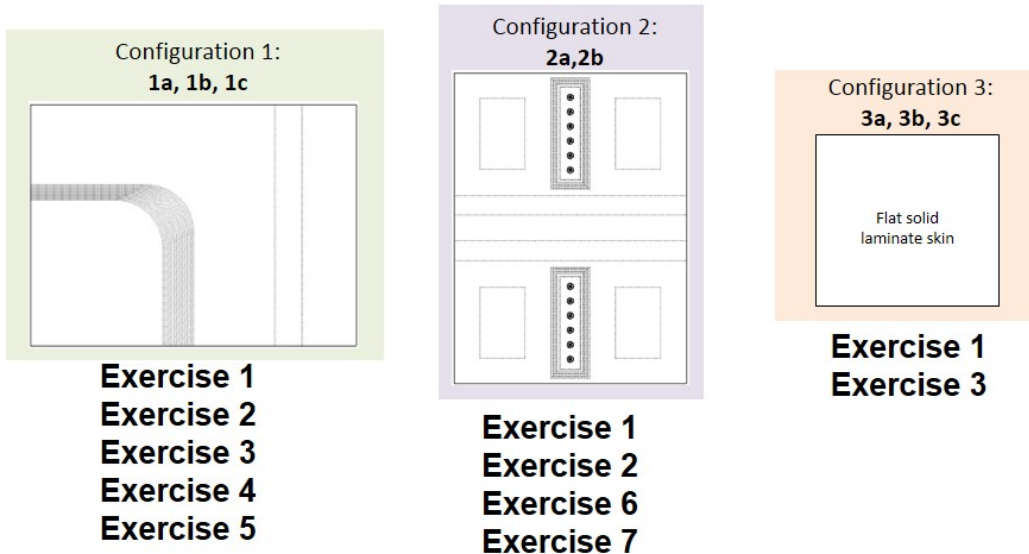 Configuration 1:
1a, 1b, 1c
Exercise 1
Exercise 2
Exercise 3
Exercise 4
Exercise 5
Configuration 2:
2a,2b
Exercise 1
Exercise 2
Exercise 6
Exercise 7
Configuration 3:
3a, 3b, 3c
Flat solid
laminate skin
Exercise 1
Exercise 3